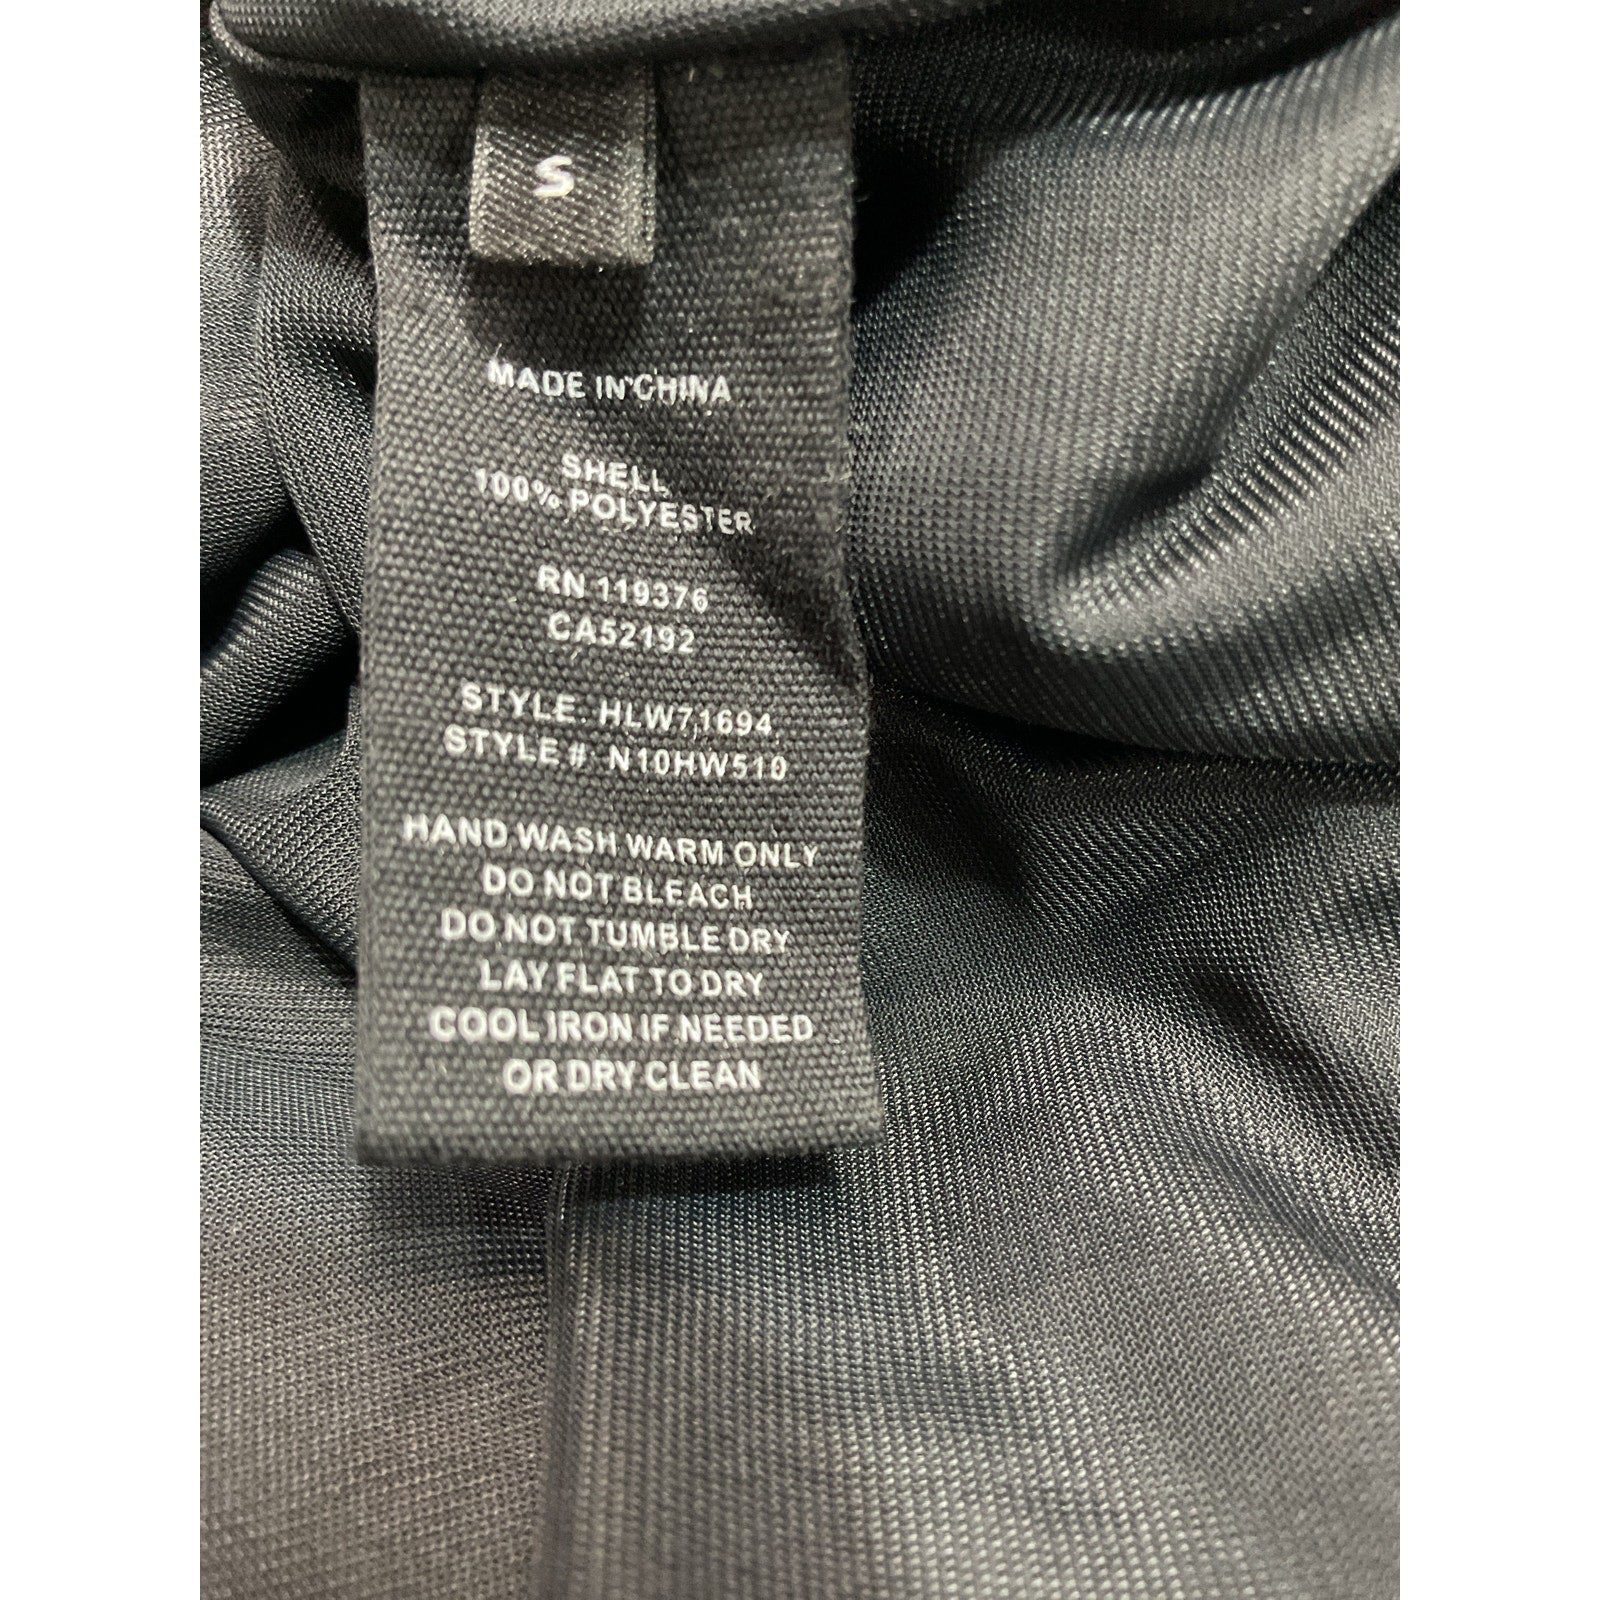 S
MADE IN CHINA
SHELL
100% POLYESTER
RN 119376
CA52192
STYLE: HLW71694
STYLE # N10HW510
HAND WASH WARM ONLY
DO NOT BLEACH
DO NOT TUMBLE DRY
LAY FLAT TO DRY
COOL IRON IF NEEDED
OR DRY CLEAN